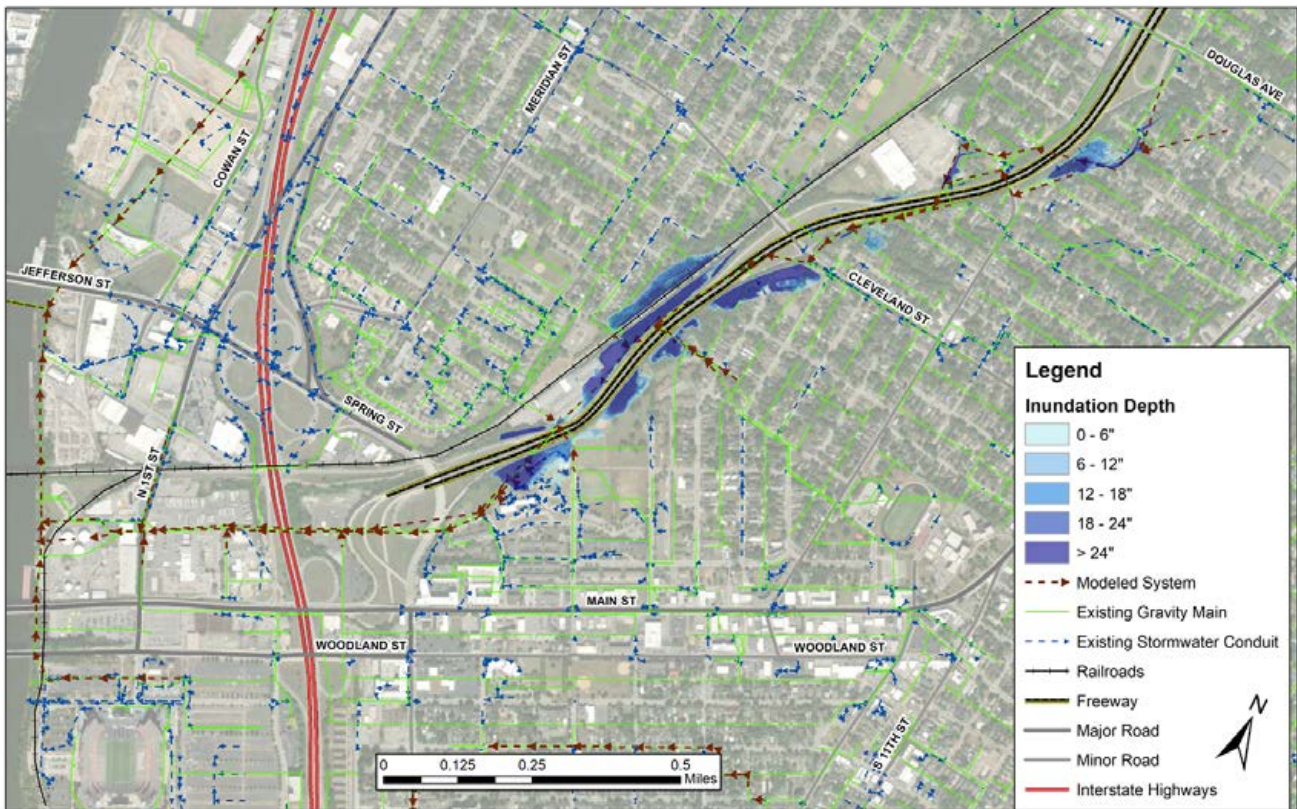 DOUGLAS AVE
MERIDIAN ST
COWAN ST
JEFFERSON ST
CLEVELAND ST
SPRING ST
N 1ST ST
MAIN ST
WOODLAND ST
WOODLAND ST
S 11TH ST
0 0.125 0.25 0.5
Miles
Legend
Inundation Depth
0 - 6"
6 - 12"
12 - 18"
18 - 24"
> 24"
Modeled System
Existing Gravity Main
Existing Stormwater Conduit
Railroads
Freeway
Major Road
Minor Road
Interstate Highways
N